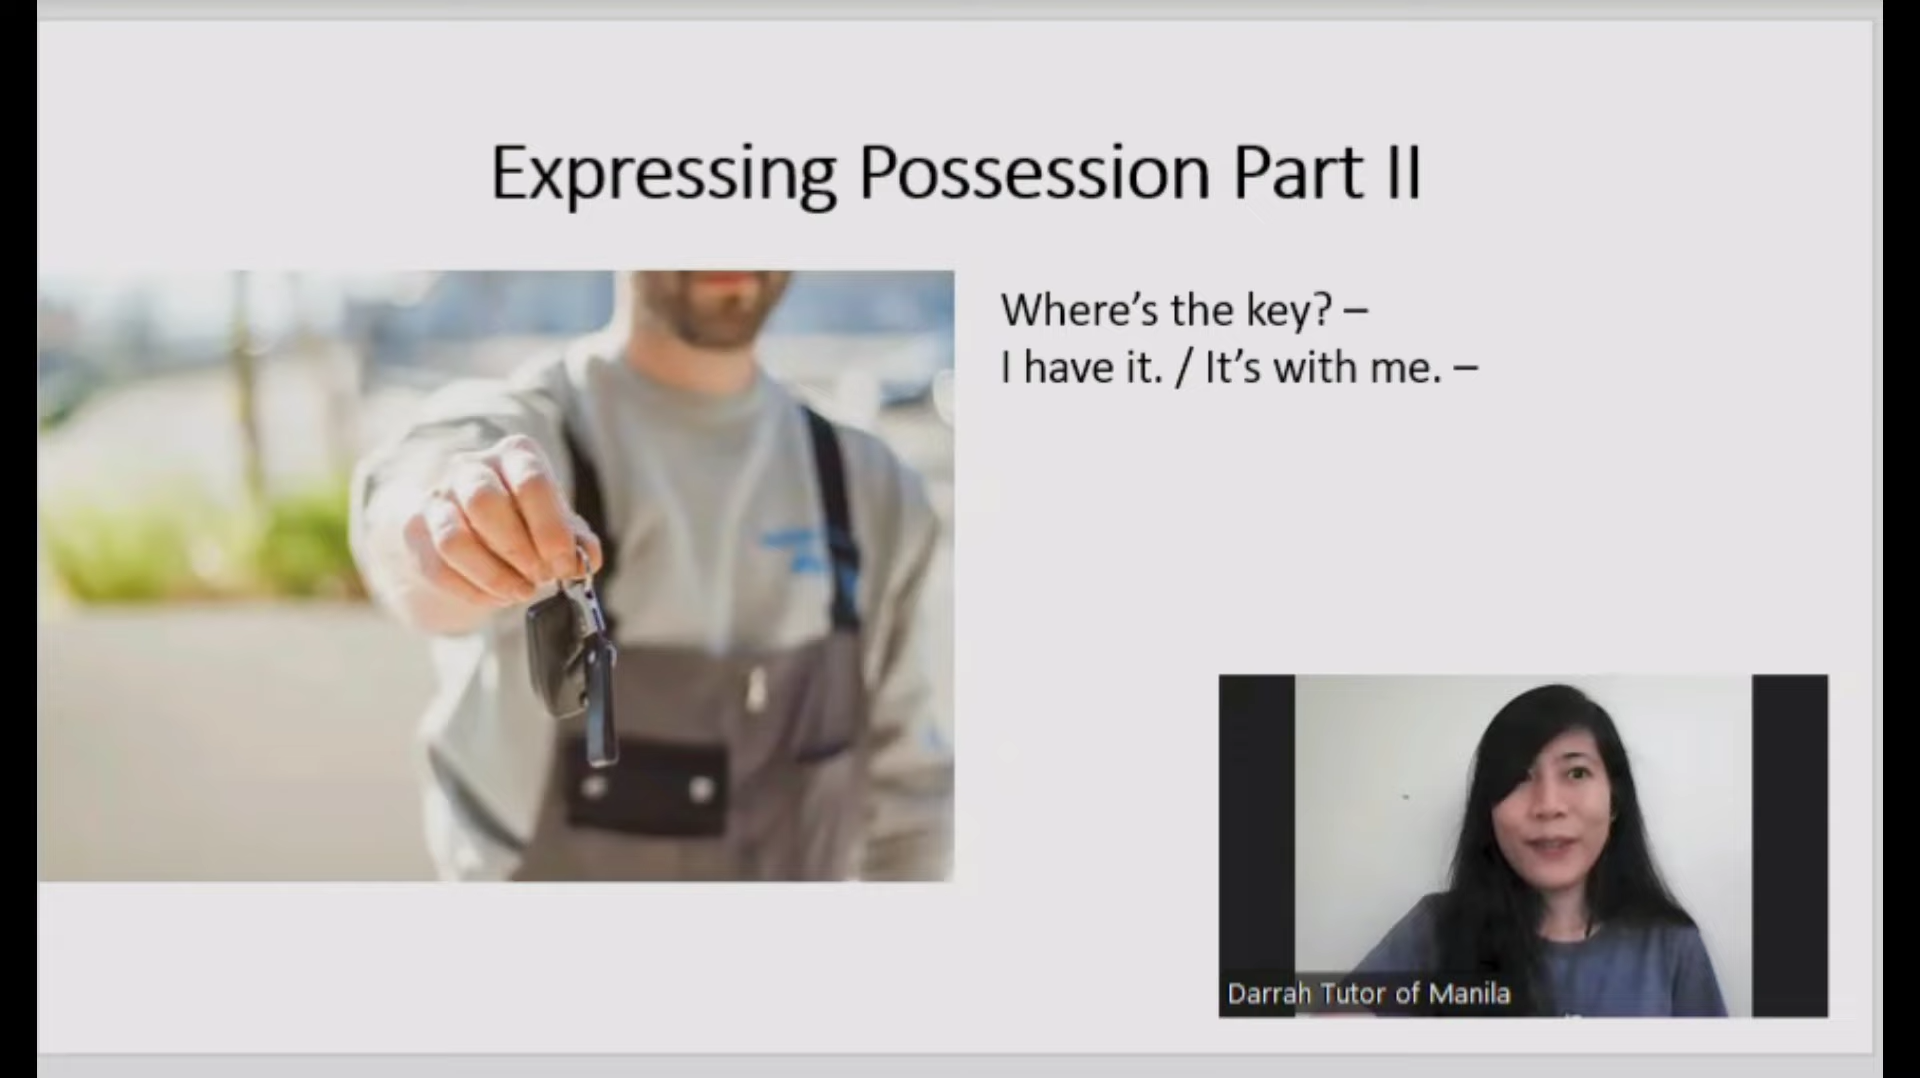 Expressing Possession Part II
Where’s the key? –
I have it. / It’s with me. –
Darrah Tutor of Manila